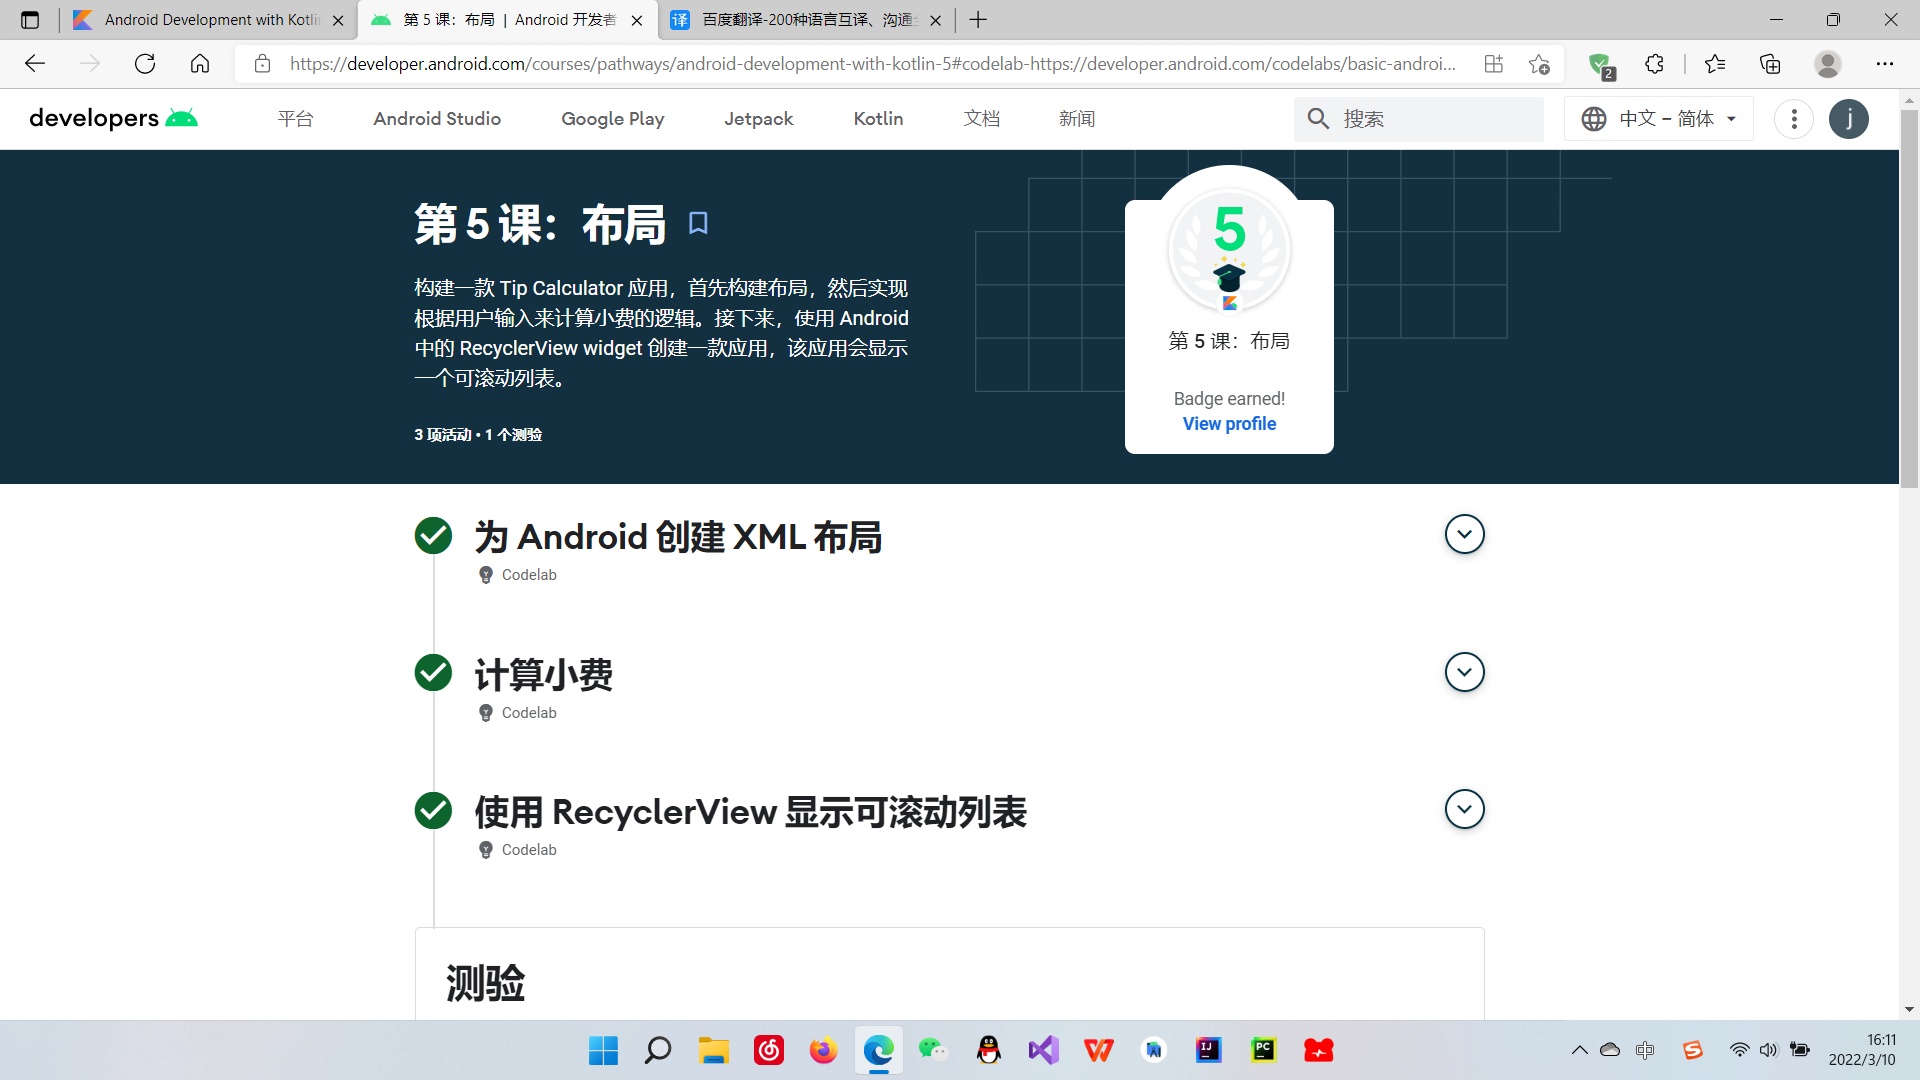 Android Development with Kotli
第 5 课：布局 | Android 开发者
译 百度翻译-200种语言互译、沟通
https://developer.android.com/courses/pathways/android-development-with-kotlin-5#codelab-https://developer.android.com/codelabs/basic-androi...
2
developers
平台
Android Studio
Google Play
Jetpack
Kotlin
文档
新闻
搜索
中文 – 简体
j
第 5 课：布局
构建一款 Tip Calculator 应用，首先构建布局，然后实现
根据用户输入来计算小费的逻辑。接下来，使用 Android
中的 RecyclerView widget 创建一款应用，该应用会显示
一个可滚动列表。
3 项活动 • 1 个测验
5
第 5 课：布局
Badge earned!
View profile
为 Android 创建 XML 布局
Codelab
计算小费
Codelab
使用 RecyclerView 显示可滚动列表
Codelab
测验
IJ
PC
中
S
16:11
2022/3/10